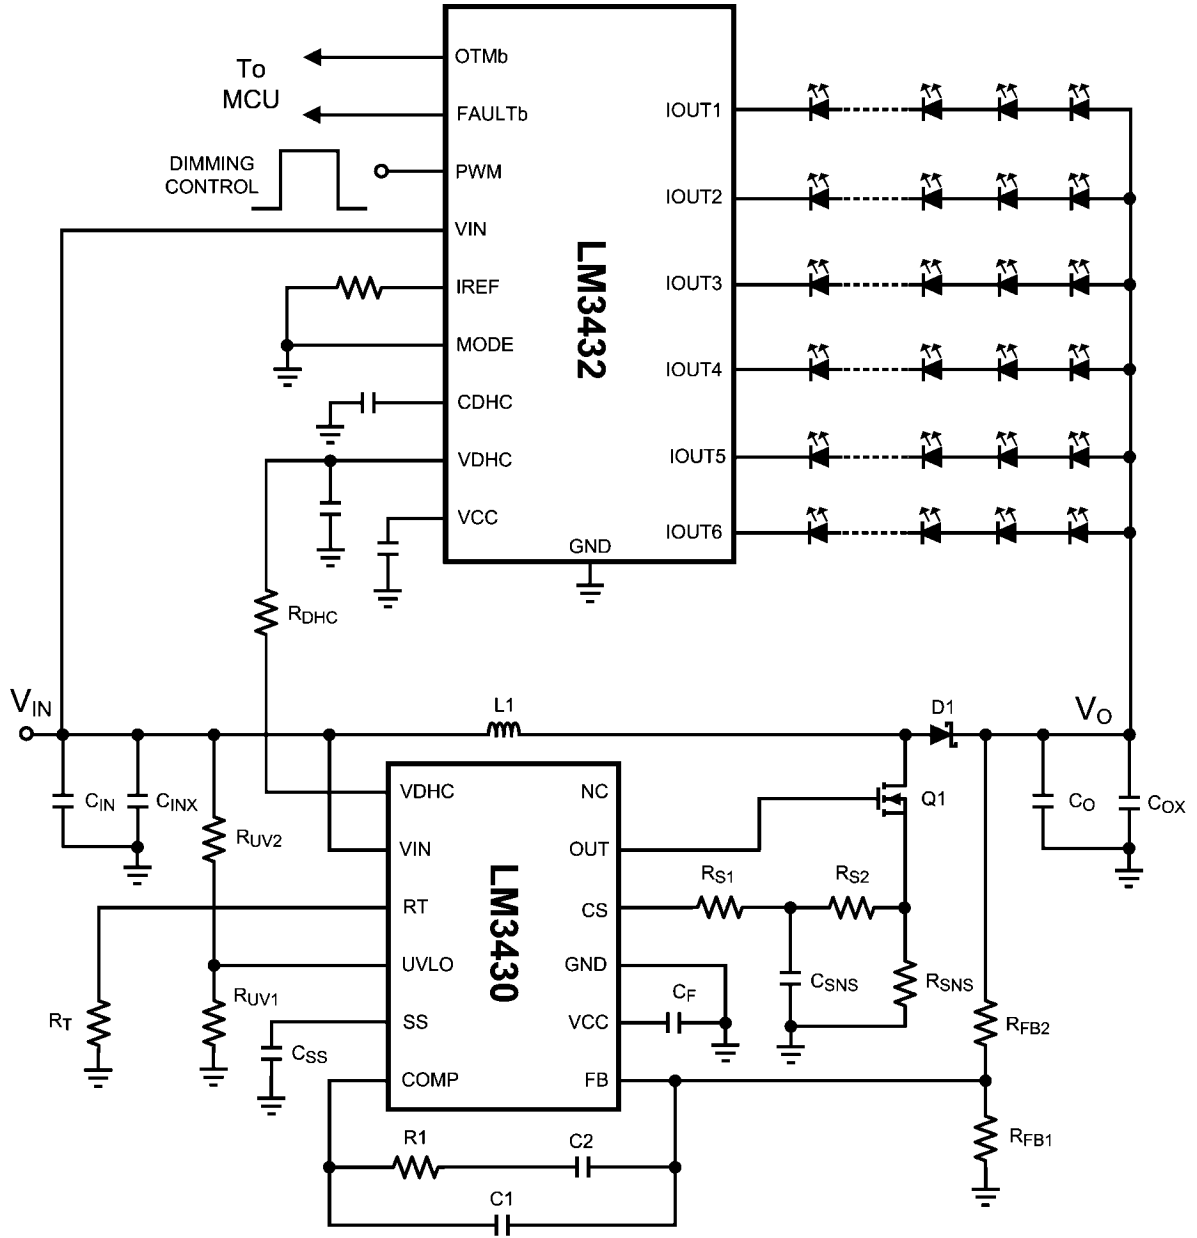 To
MCU
DIMMING
CONTROL
OTMb
FAULTb
PWM
VIN
IREF
MODE
CDHC
VDHC
VCC
LM3432
GND
IOUT1
IOUT2
IOUT3
IOUT4
IOUT5
IOUT6
RDHC
VIN
L1
D1
VO
CIN
CINX
RUV2
RUV1
RT
CSS
VDHC
VIN
RT
UVLO
SS
COMP
LM3430
NC
OUT
CS
GND
VCC
FB
Q1
RS1
RS2
CSNS
RSNS
CF
CO
COX
RFB2
RFB1
R1
C2
C1